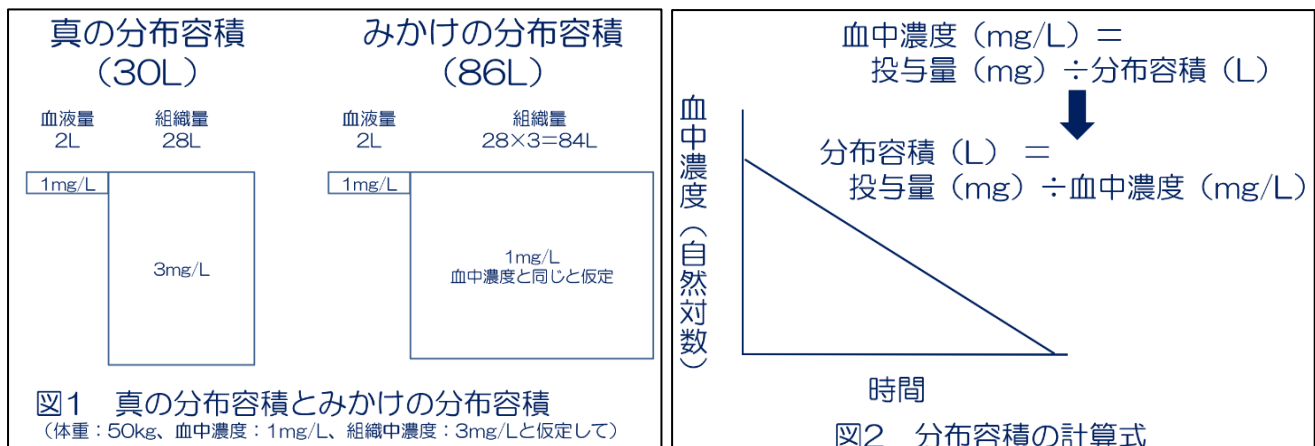 真の分布容積
（30L）
みかけの分布容積
（86L）
血液量
2L
組織量
28L
血液量
2L
組織量
28×3＝84L
1mg/L
3mg/L
1mg/L
1mg/L
血中濃度と同じと仮定
図1　真の分布容積とみかけの分布容積
（体重：50kg、血中濃度：1mg/L、組織中濃度：3mg/Lと仮定して）
血中濃度（mg/L）＝
投与量（mg）÷分布容積（L）
分布容積（L）＝
投与量（mg）÷血中濃度（mg/L）
血中濃度（自然対数）
時間
図2　分布容積の計算式